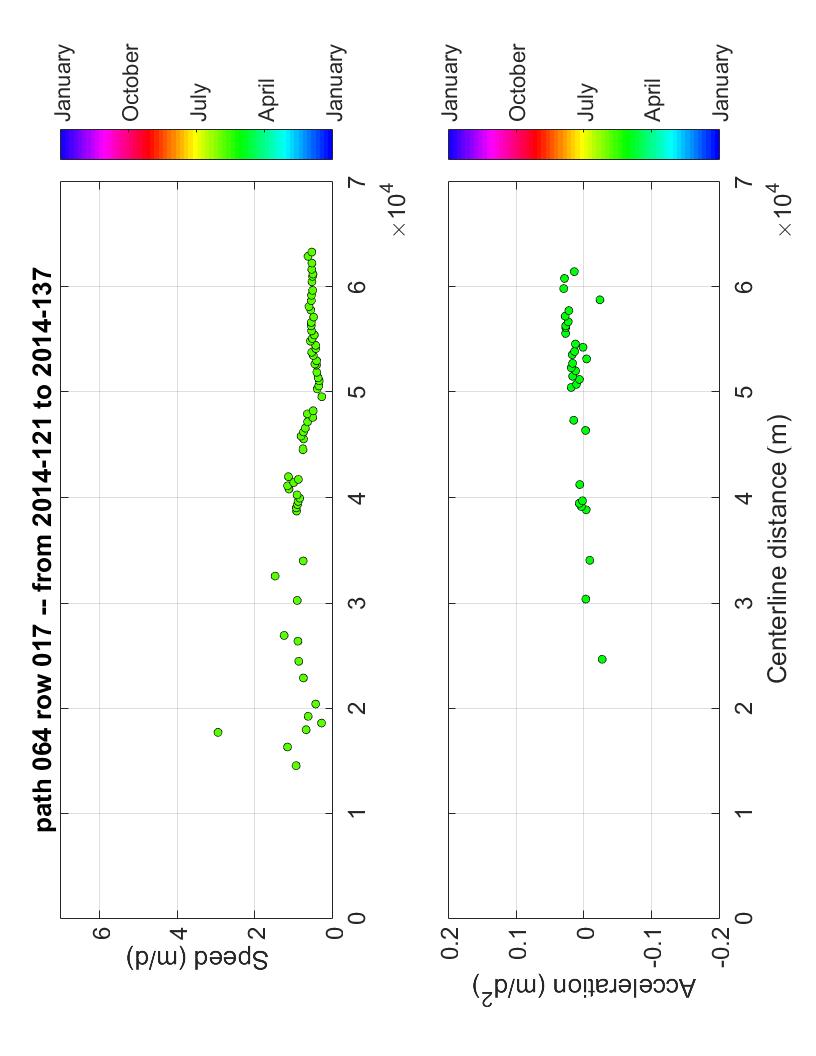 path 064 row 017 -- from 2014-121 to 2014-137
Speed (m/d)
6
4
2
0
0
1
2
3
4
5
6
7
×10⁴
January
October
July
April
January
Acceleration (m/d²)
0.2
0.1
0
-0.1
-0.2
0
1
2
3
4
5
6
7
×10⁴
Centerline distance (m)
January
October
July
April
January